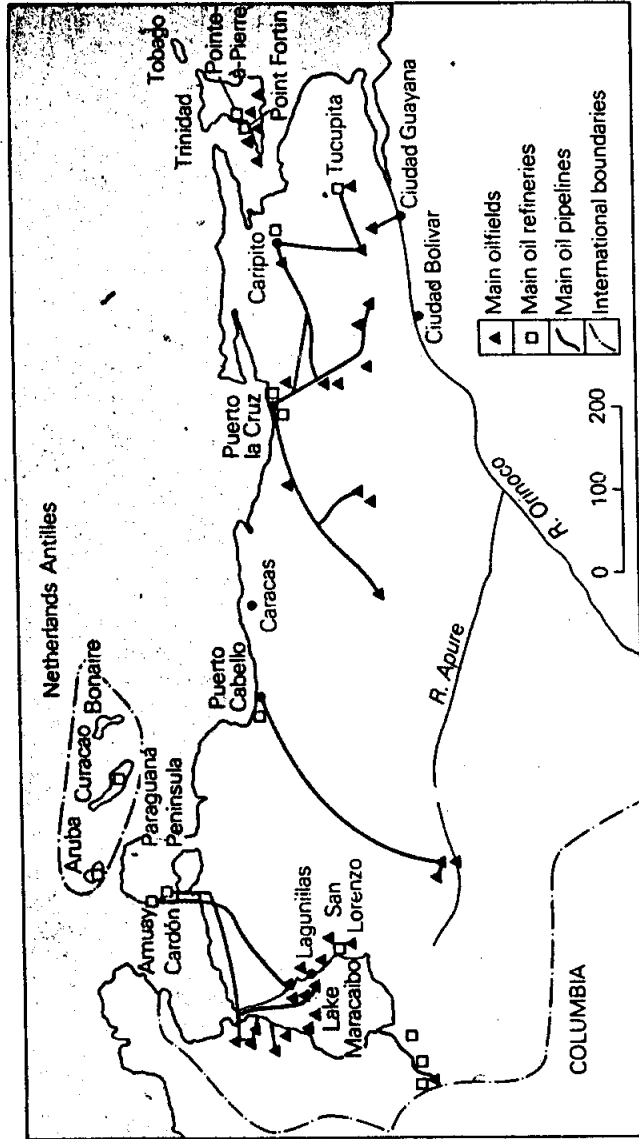 Netherlands Antilles
Aruba
Curacao
Bonaire
Paraguaná
Peninsula
Amuay
Cardón
Lagunillas
San
Lorenzo
Lake
Maracaibo
COLUMBIA
Puerto
Cabello
Caracas
R. Apure
R. Orinoco
Puerto
la Cruz
Caripito
Trinidad
Tobago
Pointe-
à-Pierre
Point Fortin
Tucupita
Ciudad Guayana
Ciudad Bolivar
0 100 200
Main oilfields
Main oil refineries
Main oil pipelines
International boundaries